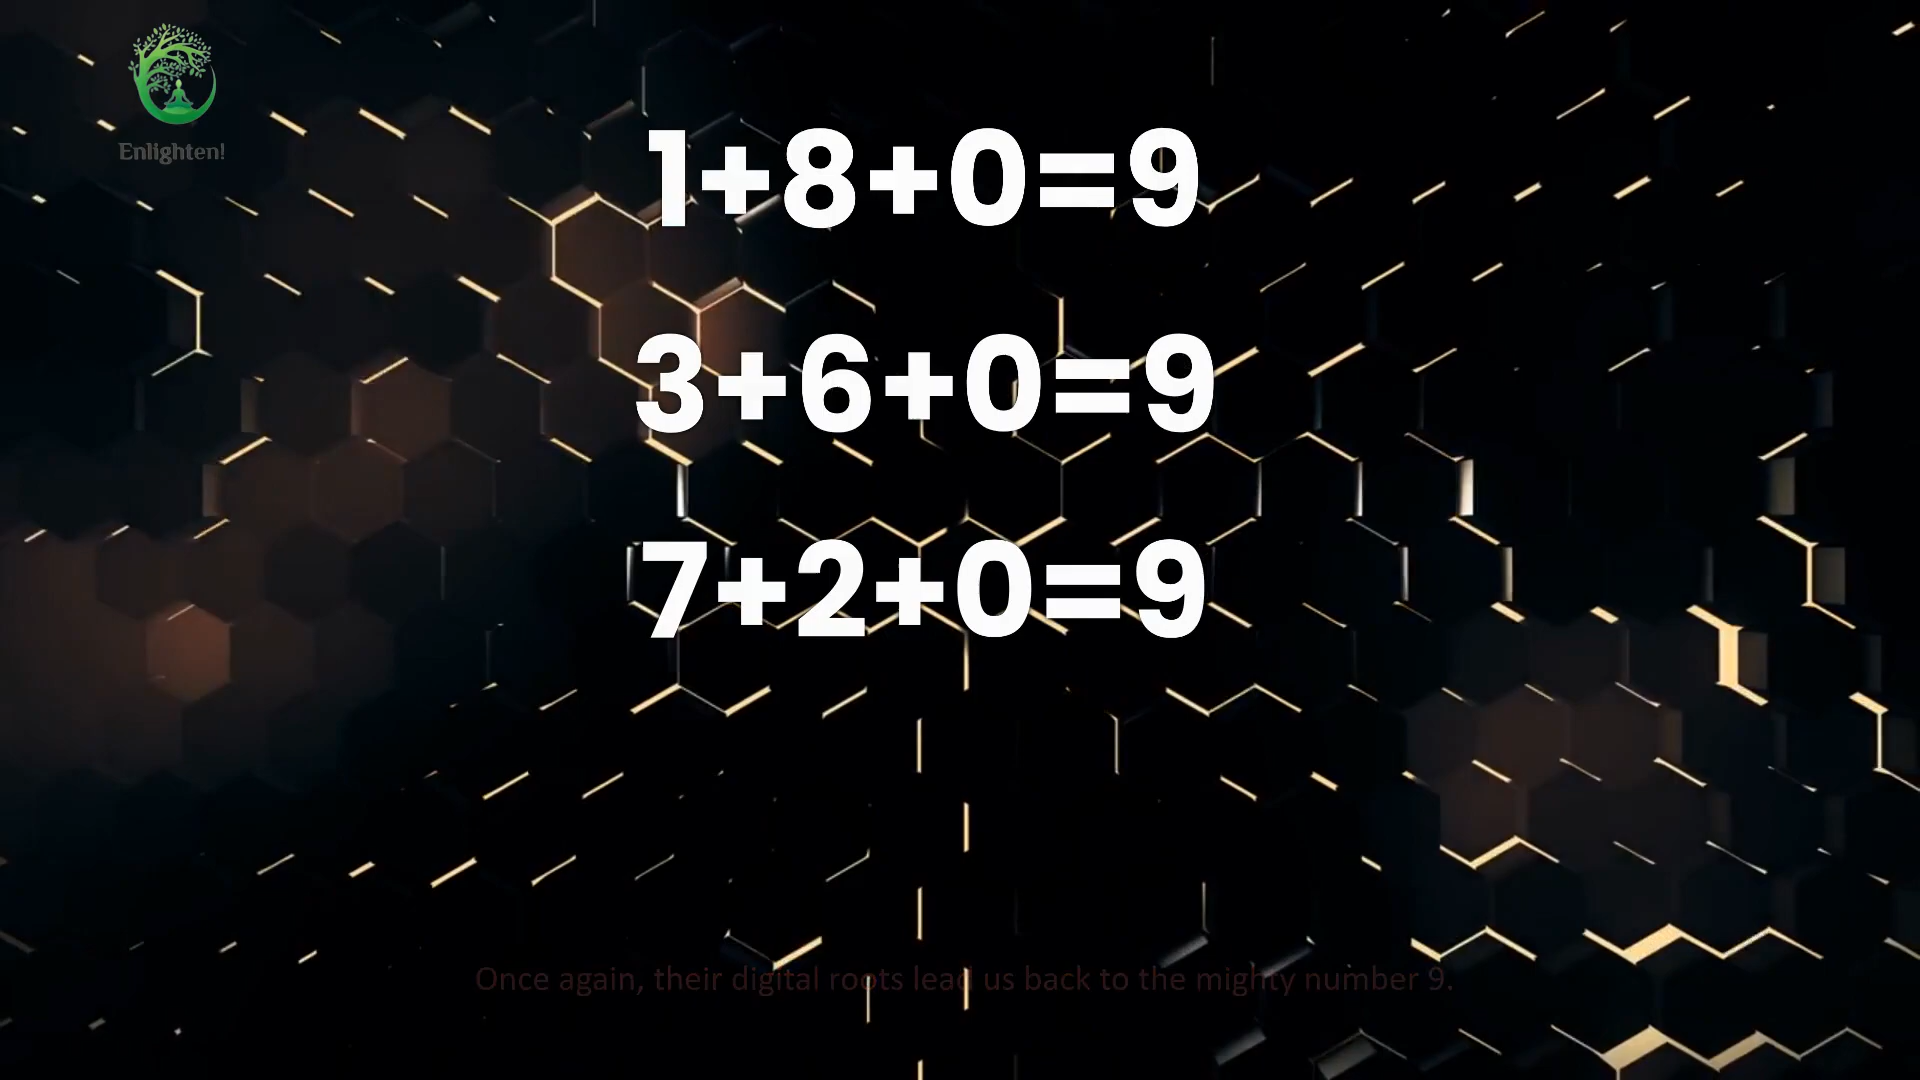 Enlighten!
1+8+0=9
3+6+0=9
7+2+0=9
Once again, their digital roots lead us back to the mighty number 9.